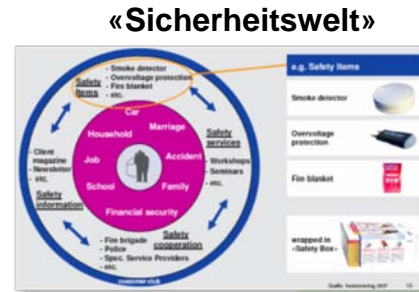 «Sicherheitswelt»
- Smoke detector
- Overvoltage protection
- Fire blanket
- etc.
Safety
Items
Car
Marriage
Household
Safety
services
- Client
magazine
- Newsletter
- etc.
Job
Accident
- Workshops
- Seminars
- etc.
School
Family
Safety
information
Financial security
- Fire brigade
- Police
- Spec. Service Providers
- etc.
Safety
cooperation
customer club
e.g. Safety Items
Smoke detector
Overvoltage
protection
Fire blanket
wrapped in
«Safety Box»